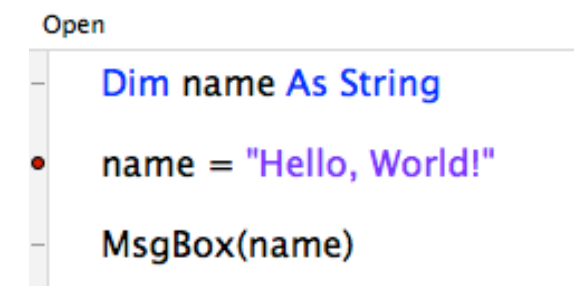 Open
Dim name As String
name = "Hello, World!"
MsgBox(name)